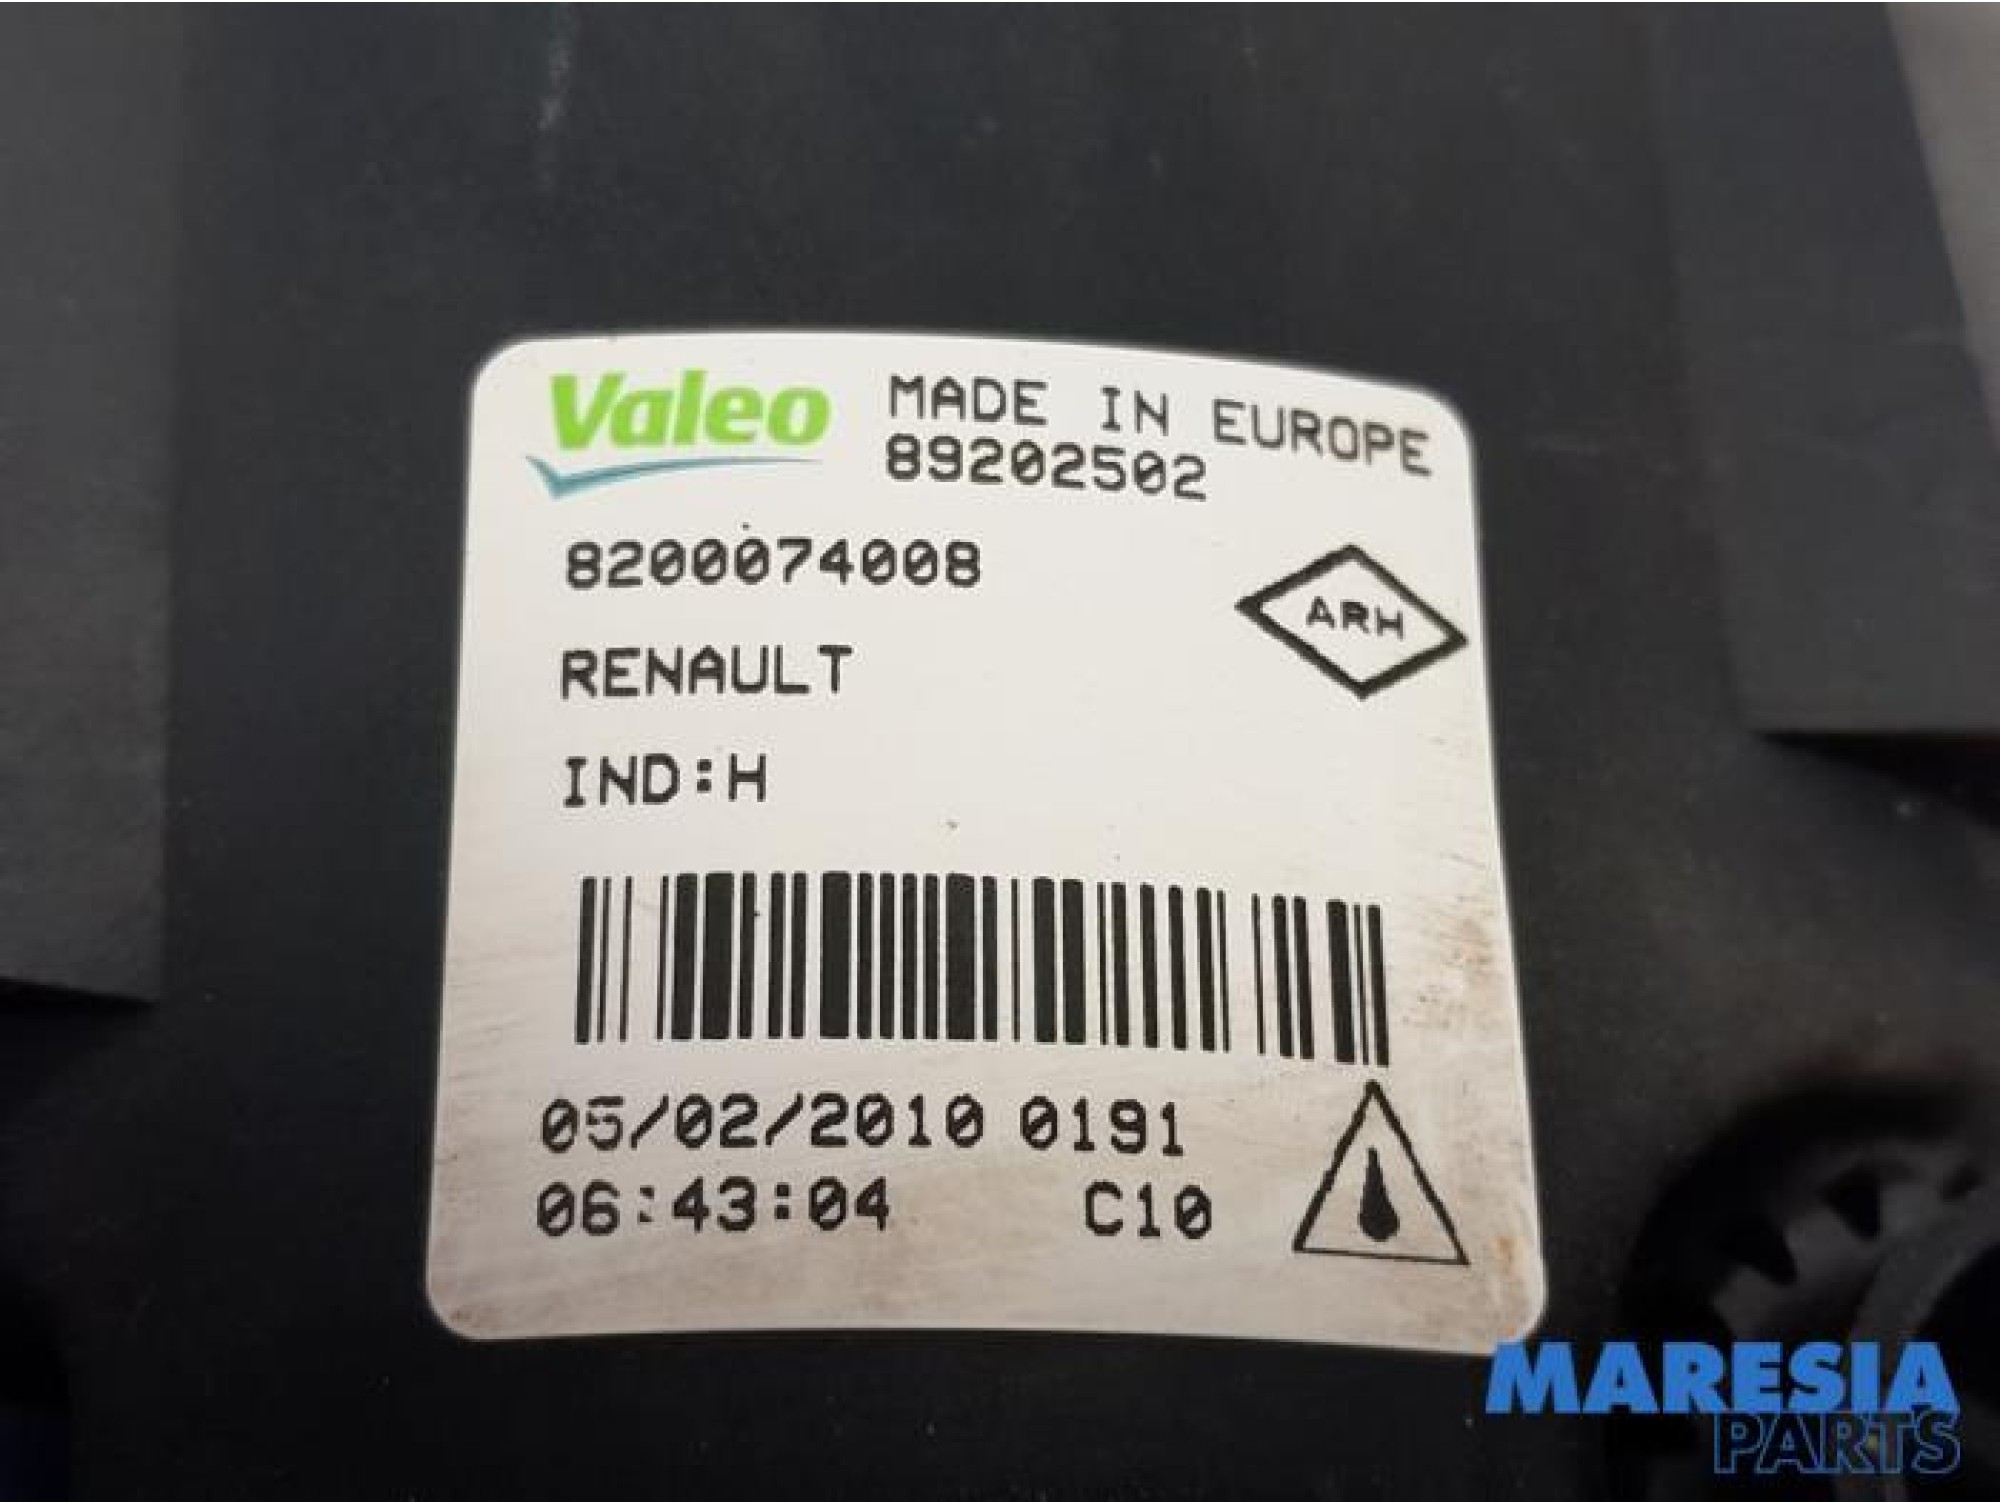 Valeo MADE IN EUROPE
89202502
8200074008
ARH
RENAULT
IND:H
05/02/2010 0191
06:43:04 C10
MARESIA
PARTS